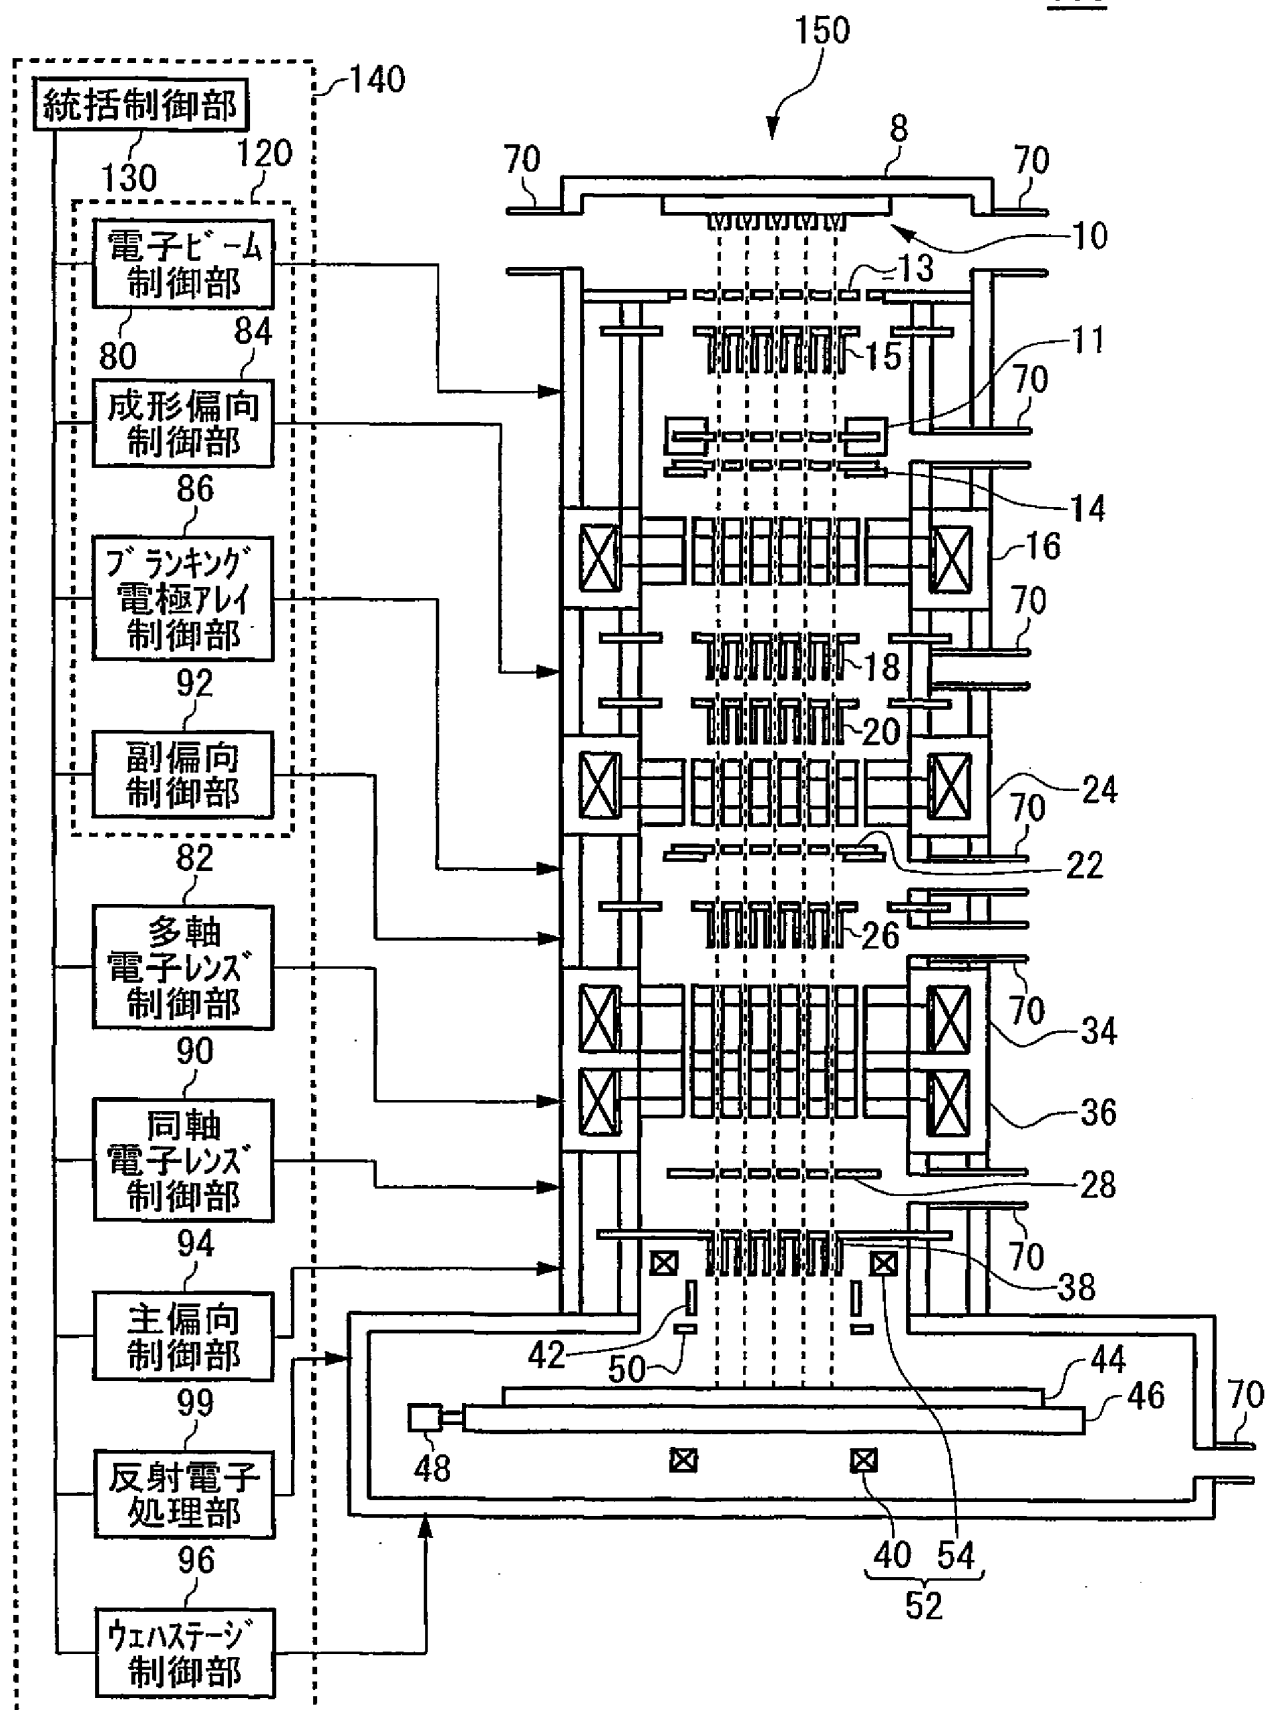 150
140
統括制御部
130
120
電子ビーム
制御部
80
84
成形偏向
制御部
86
ブランキング
電極アレイ
制御部
92
副偏向
制御部
82
多軸
電子レンズ
制御部
90
同軸
電子レンズ
制御部
94
主偏向
制御部
99
反射電子
処理部
96
ウェハステージ
制御部
8
70
70
10
13
15
11
70
14
16
70
18
20
24
70
22
26
70
34
36
28
70
38
42
50
44
46
70
48
40 54
52